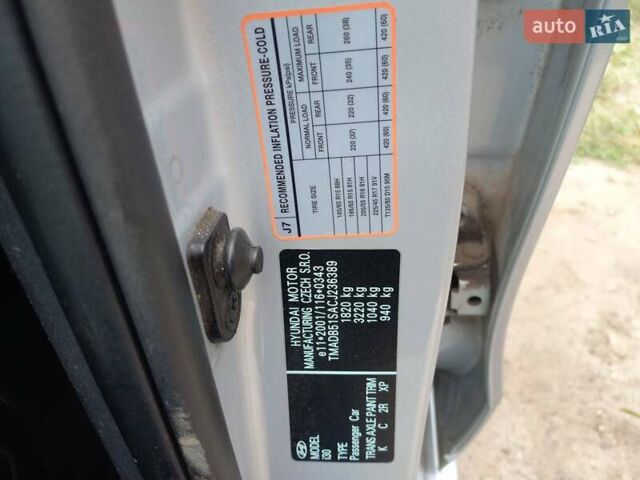 auto RIA.com
J7 RECOMMENDED INFLATION PRESSURE-COLD
TIRE SIZE
PRESSURE kPa(psi)
NORMAL LOAD MAXIMUM LOAD
FRONT REAR FRONT REAR
185/65 R15 88H
195/65 R15 91H
205/55 R16 91H
225/45 R17 91V
220 (32) 220 (32) 240 (35) 260 (38)
T125/80 D15 95M 420 (60) 420 (60) 420 (60) 420 (60)
HYUNDAI MOTOR
MANUFACTURING CZECH S.R.O.
e11*2001/116*0343
TMADB51SACJ236389
1820 kg
3220 kg
1040 kg
940 kg
MODEL
i30
TYPE
Passenger Car
TRANS AXLE PAINT TRIM
K C 2R XP